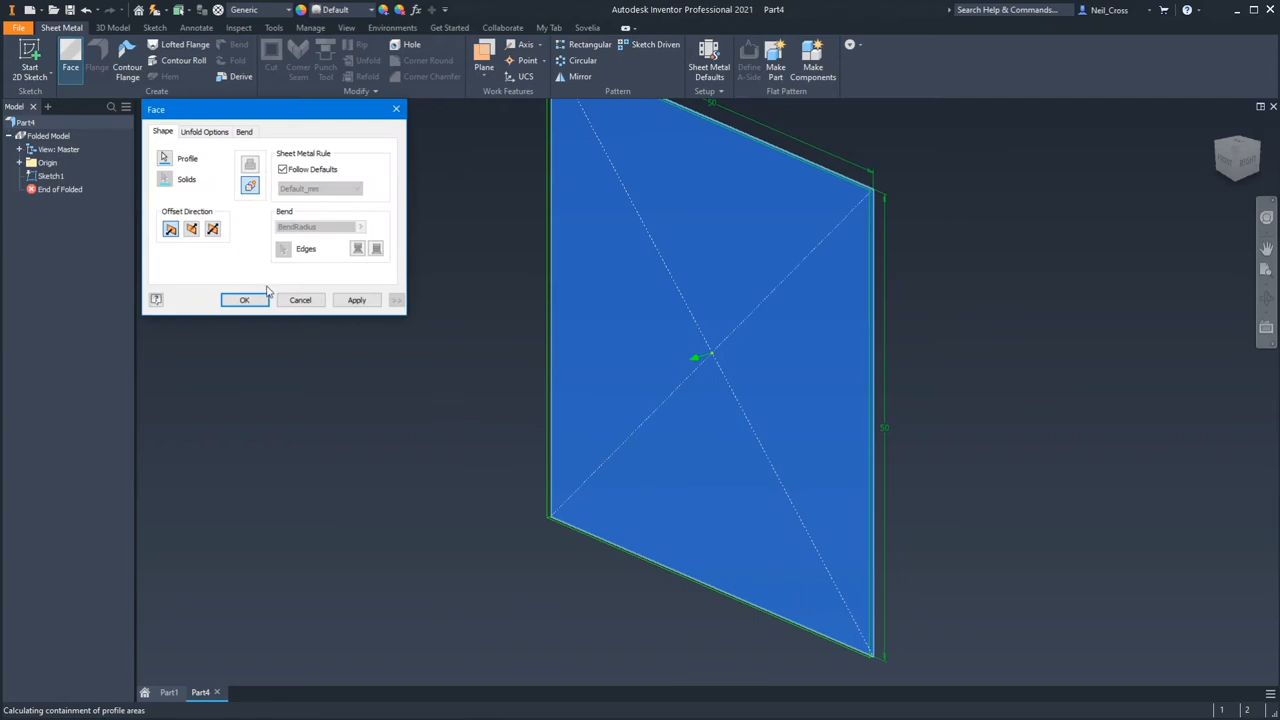 Generic
Default
Autodesk Inventor Professional 2021
Part4
Search Help & Commands...
Neil_Cross
File
Sheet Metal
3D Model
Sketch
Annotate
Inspect
Tools
Manage
View
Environments
Get Started
Collaborate
My Tab
Sovelia
Start
2D Sketch
Face
Flange
Contour
Flange
Lofted Flange
Contour Roll
Hem
Bend
Fold
Derive
Cut
Corner
Seam
Punch
Tool
Rip
Unfold
Refold
Hole
Corner Round
Corner Chamfer
Plane
Axis
Point
UCS
Rectangular
Circular
Mirror
Sketch Driven
Sheet Metal
Defaults
Define
A-Side
Make
Part
Make
Components
Sketch
Create
Modify
Work Features
Pattern
Setup
Flat Pattern
Model
Part4
Folded Model
View: Master
Origin
Sketch1
End of Folded
Face
Shape
Unfold Options
Bend
Profile
Solids
Offset Direction
Sheet Metal Rule
Follow Defaults
Default_mm
Bend
BendRadius
Edges
OK
Cancel
Apply
>>
50
50
Part1
Part4
Calculating containment of profile areas
1
2